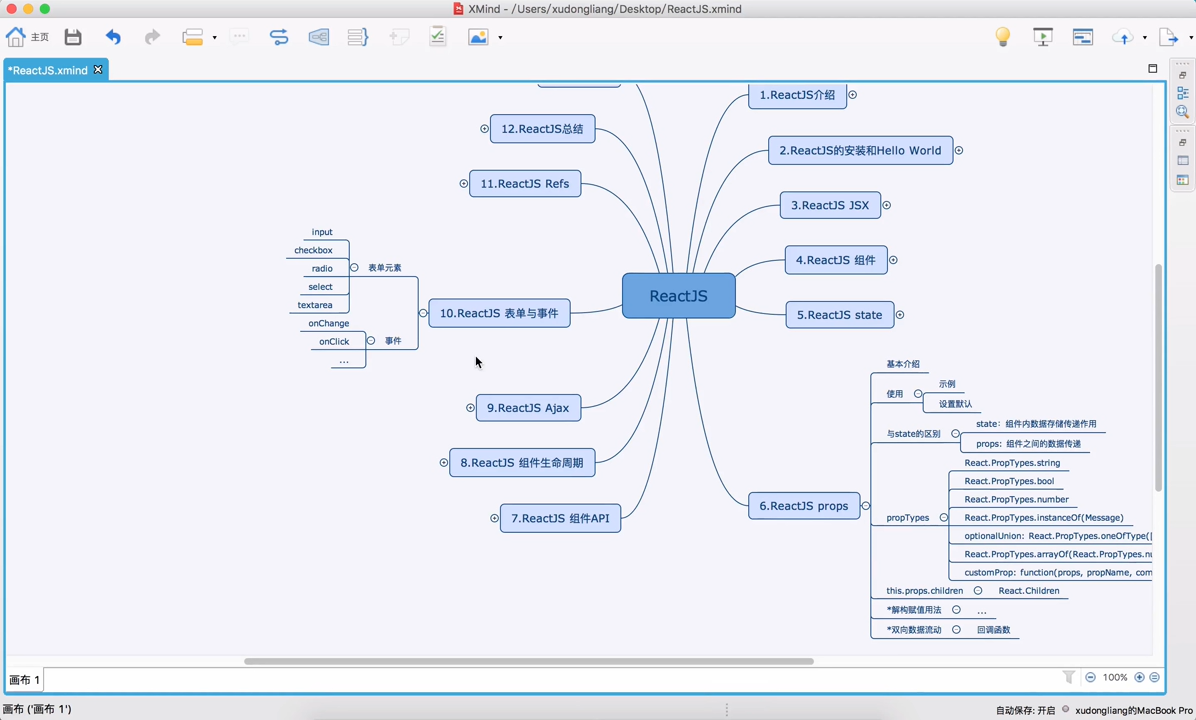 XMind - /Users/xudongliang/Desktop/ReactJS.xmind
主页
*ReactJS.xmind
1.ReactJS介绍
12.ReactJS总结
2.ReactJS的安装和Hello World
11.ReactJS Refs
3.ReactJS JSX
input
checkbox
radio
select
textarea
表单元素
onChange
onClick
...
事件
10.ReactJS 表单与事件
ReactJS
4.ReactJS 组件
5.ReactJS state
9.ReactJS Ajax
8.ReactJS 组件生命周期
7.ReactJS 组件API
6.ReactJS props
基本介绍
使用
示例
设置默认
与state的区别
state：组件内数据存储传递作用
props: 组件之间的数据传递
propTypes
React.PropTypes.string
React.PropTypes.bool
React.PropTypes.number
React.PropTypes.instanceOf(Message)
optionalUnion: React.PropTypes.oneOfType([
React.PropTypes.arrayOf(React.PropTypes.nu
customProp: function(props, propName, com
this.props.children
React.Children
*解构赋值用法
...
*双向数据流动
回调函数
画布 1
100%
画布 ('画布 1')
自动保存: 开启
xudongliang的MacBook Pro